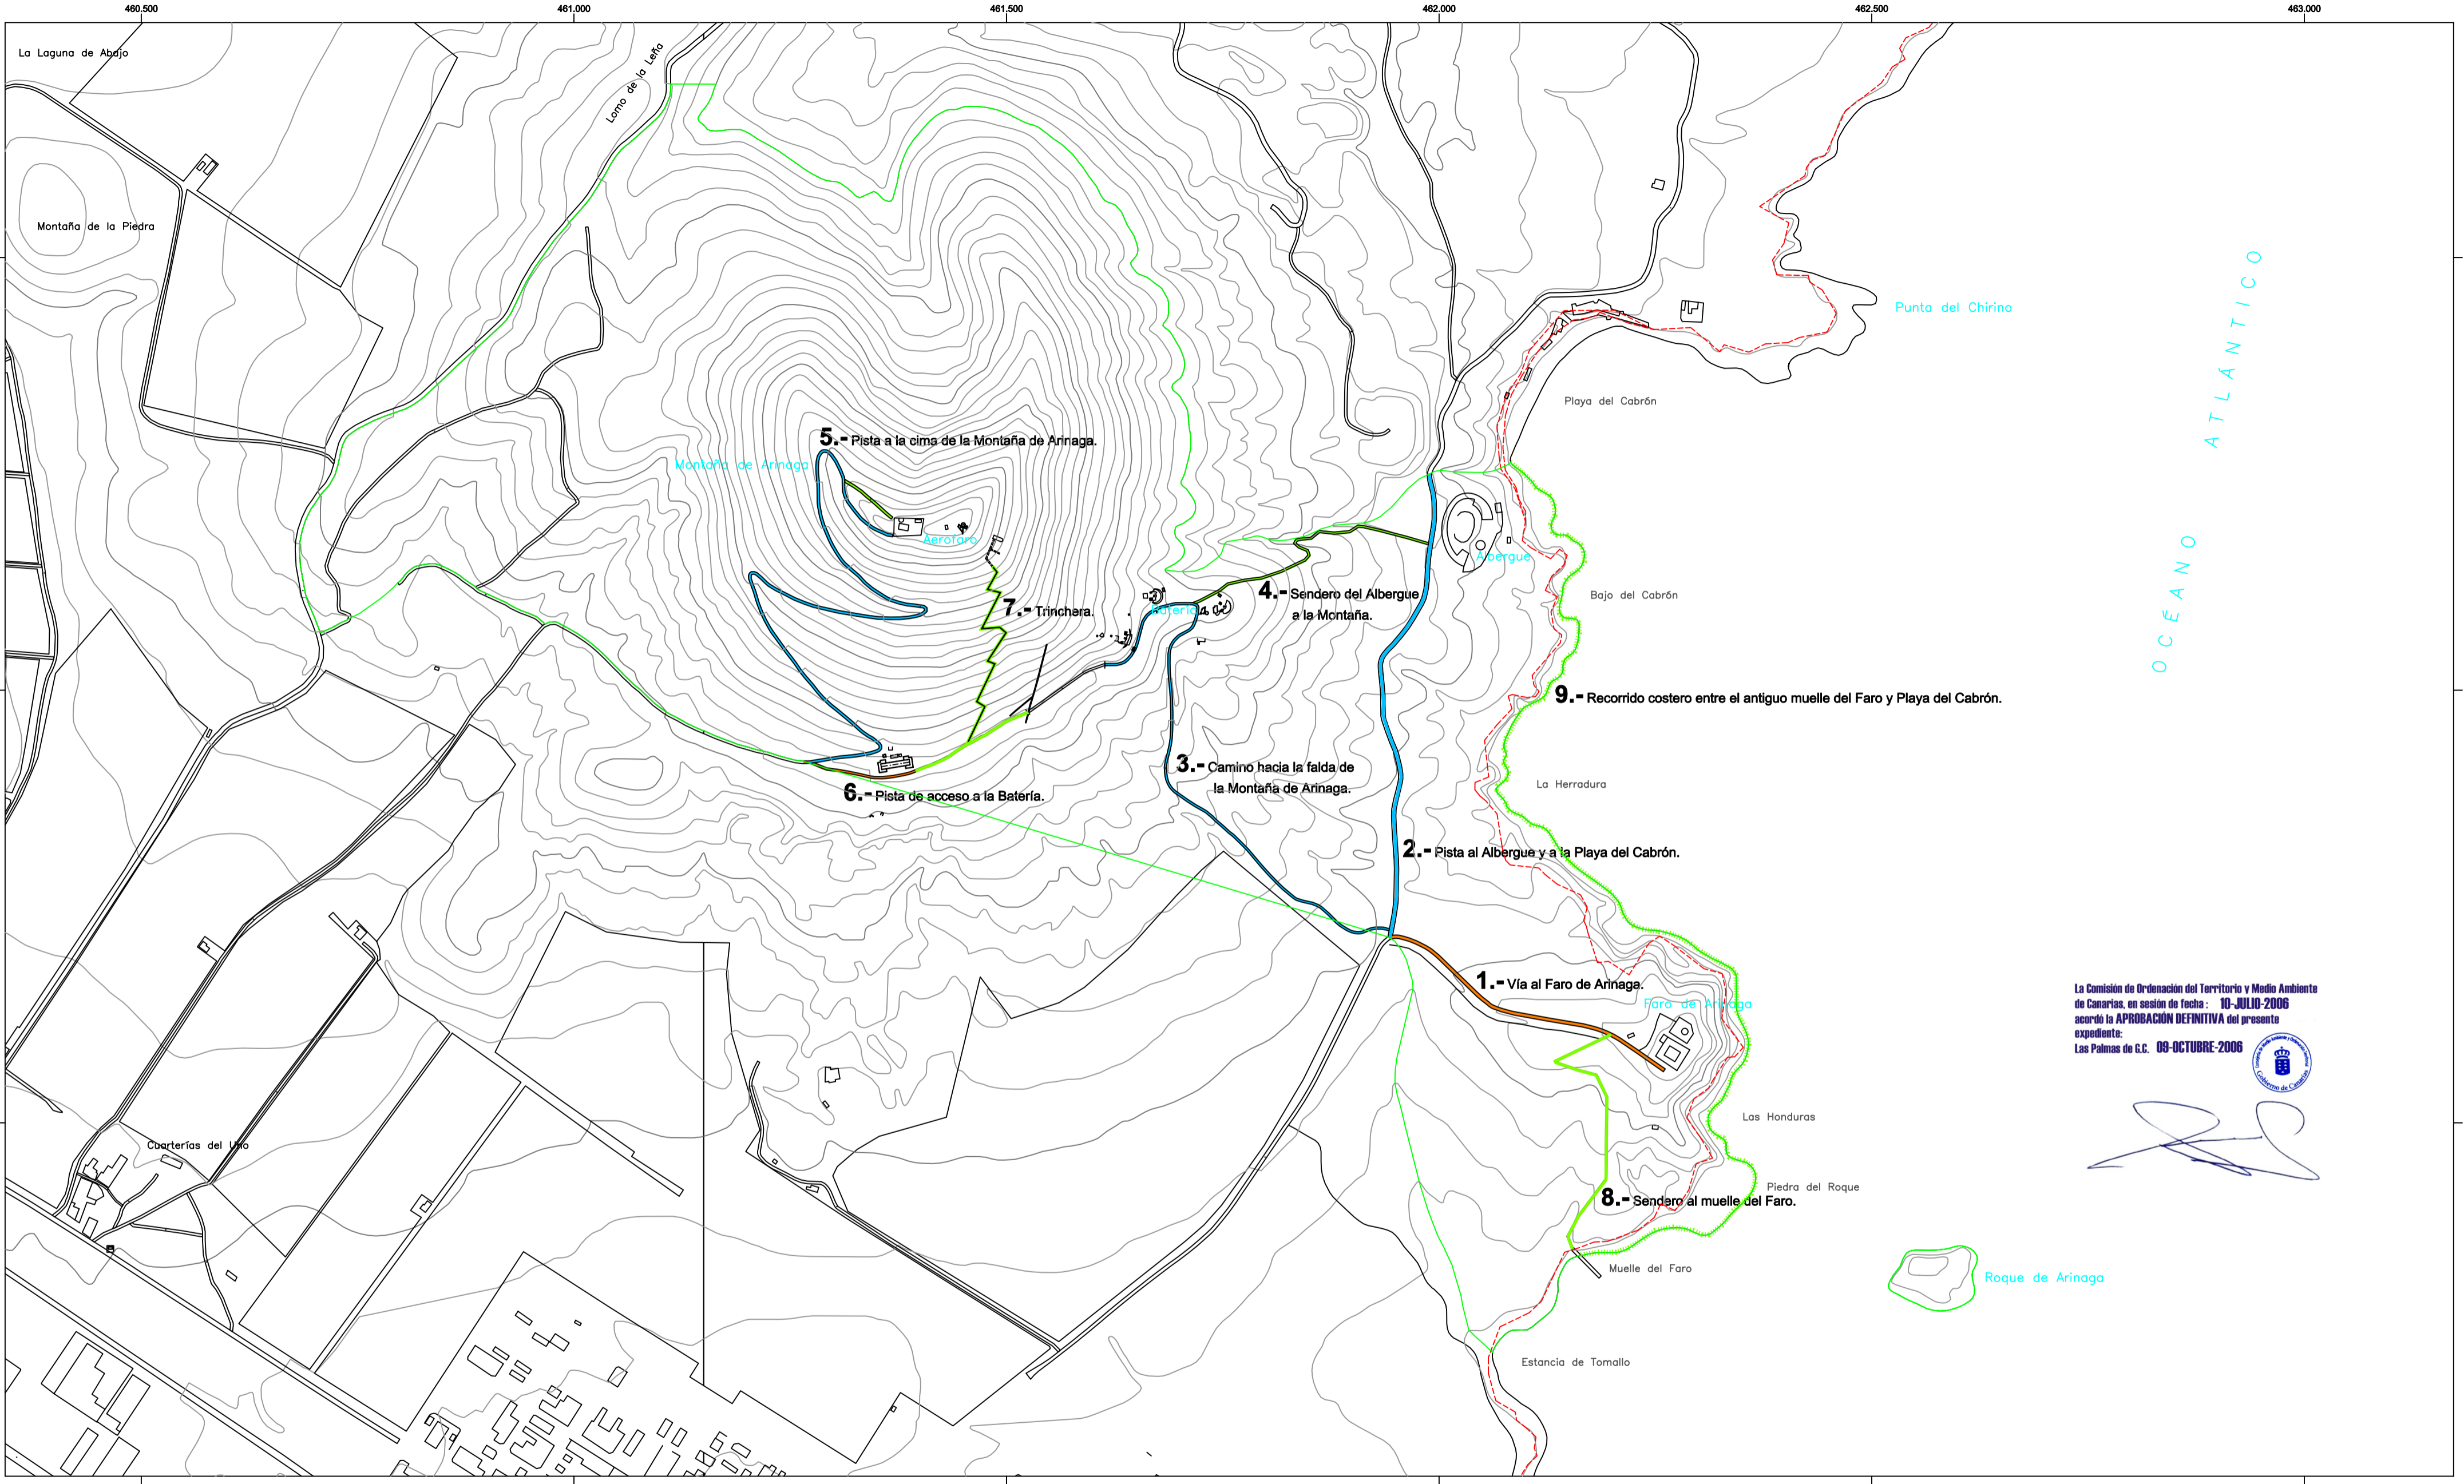 460.500
461.000
461.500
462.000
462.500
463.000
La Laguna de Abajo
Lomo de la Leña
Montaña de la Piedra
Punta del Chirino
OCÉANO ATLÁNTICO
Playa del Cabrón
5.- Pista a la cima de la Montaña de Arinaga.
Montaña de Arinaga
Aerofaro
Albergue
4.- Sendero del Albergue
a la Montaña.
Bajo del Cabrón
7.- Trinchera.
Batería
9.- Recorrido costero entre el antiguo muelle del Faro y Playa del Cabrón.
3.- Camino hacia la falda de
la Montaña de Arinaga.
La Herradura
6.- Pista de acceso a la Batería.
2.- Pista al Albergue y a la Playa del Cabrón.
1.- Vía al Faro de Arinaga.
Faro de Arinaga
La Comisión de Ordenación del Territorio y Medio Ambiente
de Canarias, en sesión de fecha : 10-JULIO-2006
acordó la APROBACIÓN DEFINITIVA del presente
expediente:
Las Palmas de G.C. 09-OCTUBRE-2006
Gobierno de Canarias
Las Honduras
Cuarterías del Uno
Piedra del Roque
8.- Sendero al muelle del Faro.
Muelle del Faro
Roque de Arinaga
Estancia de Tomallo